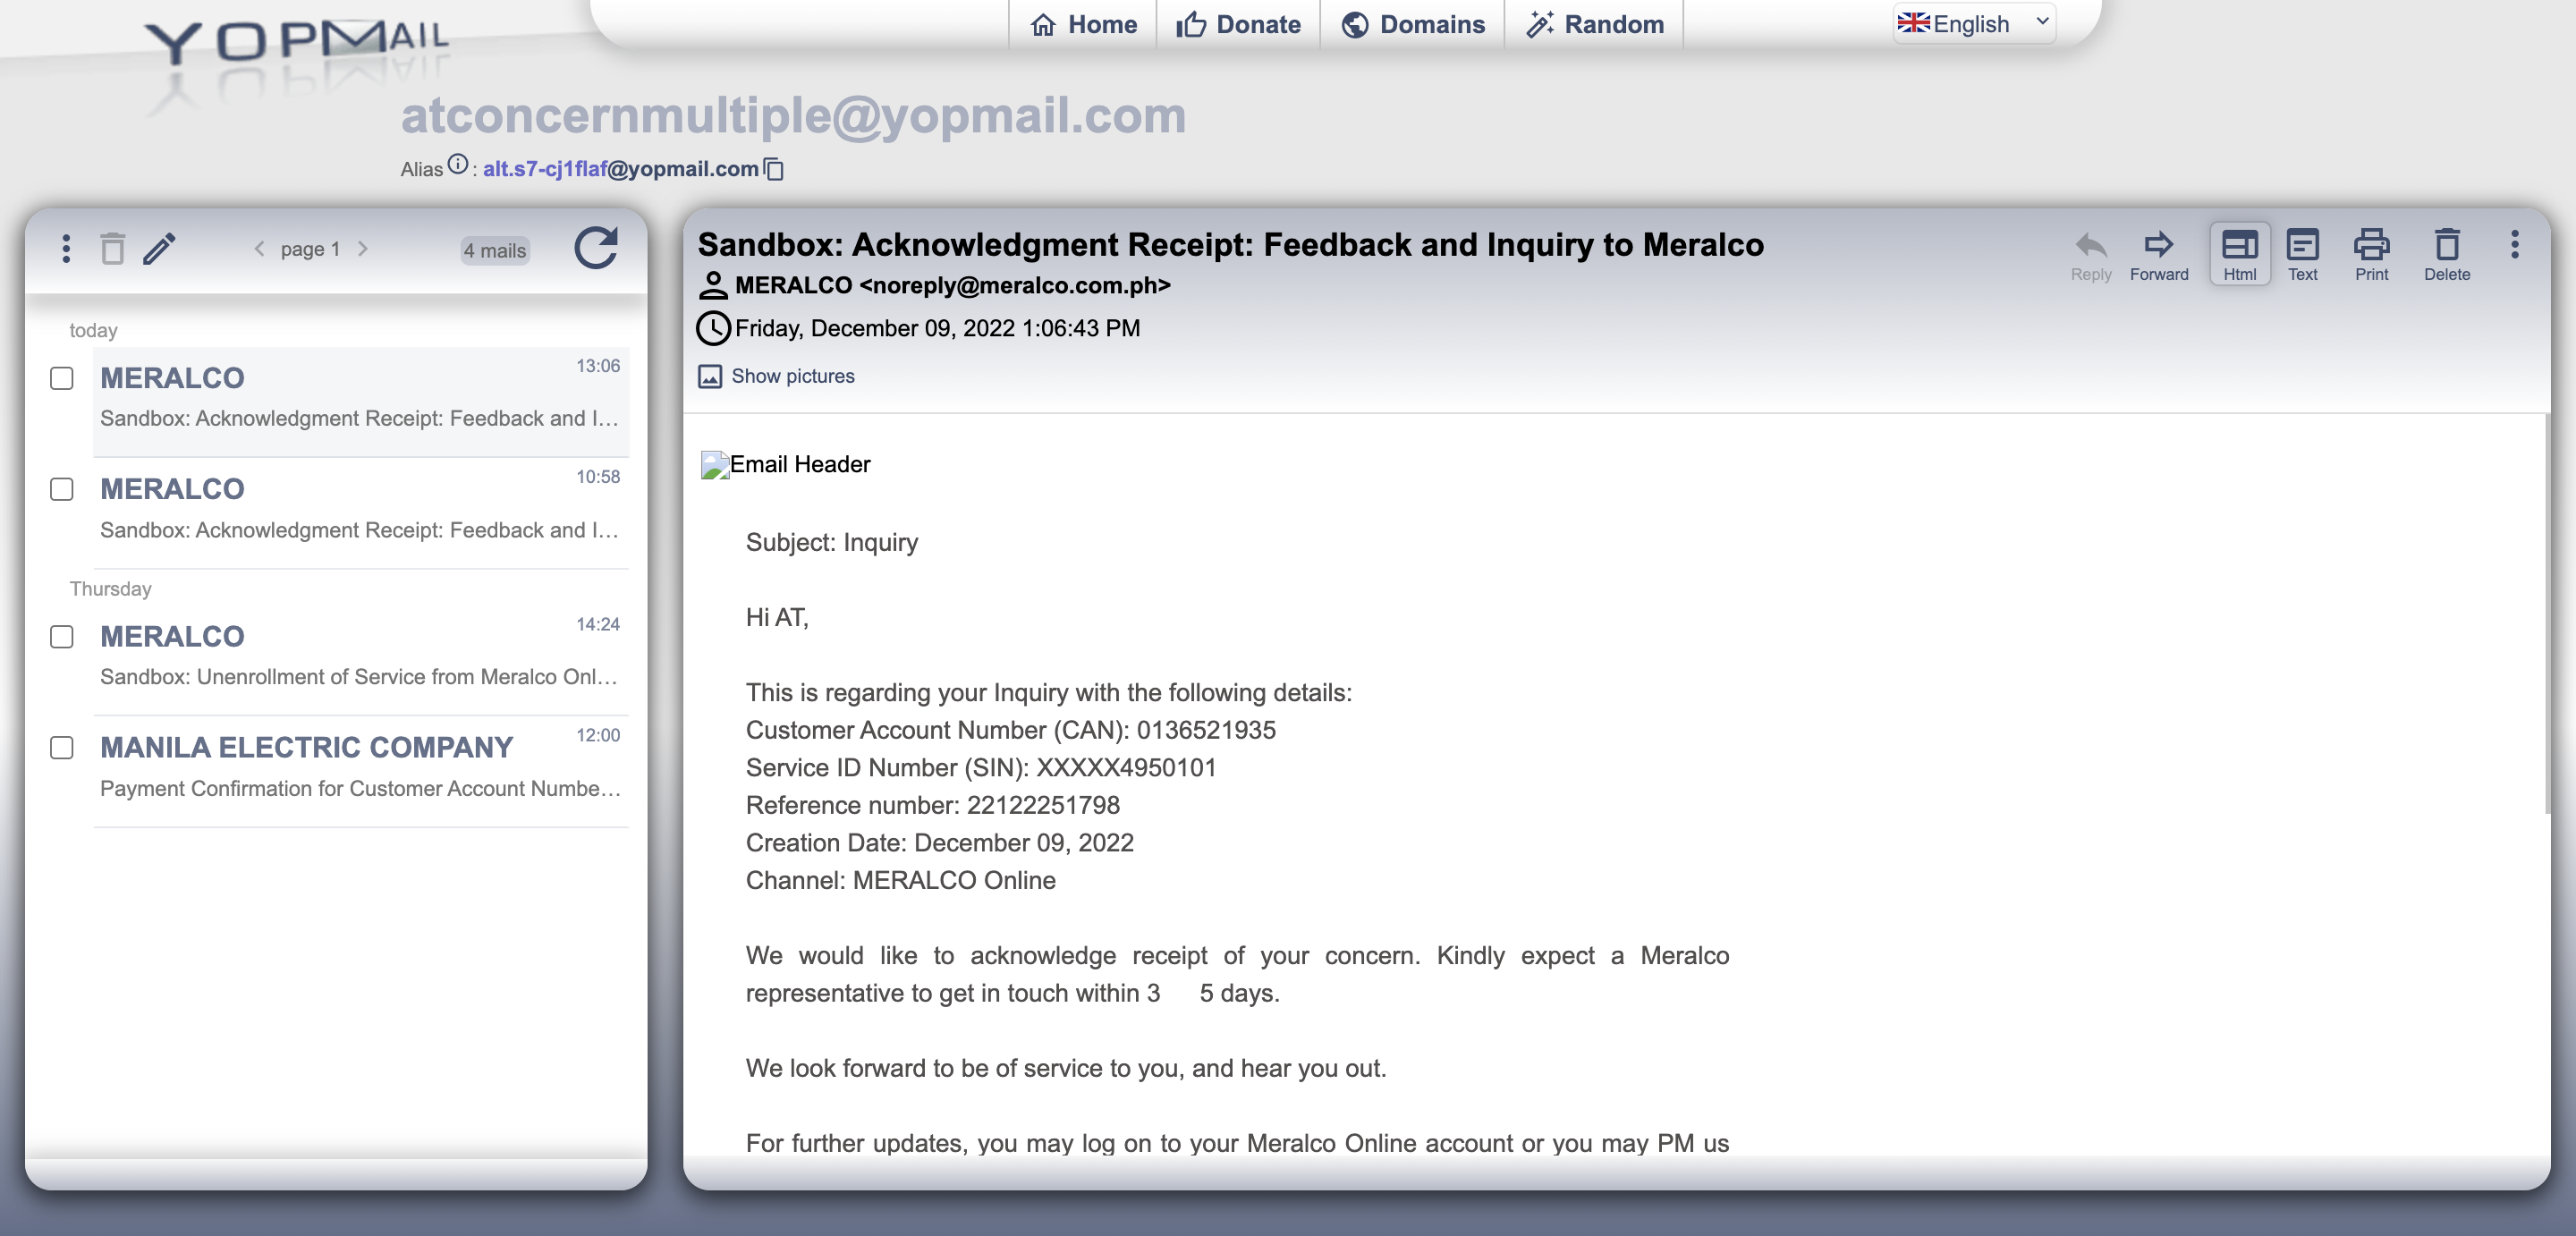 YOPMAIL
Home
Donate
Domains
Random
English
atconcernmultiple@yopmail.com
Alias : alt.s7-cj1flaf@yopmail.com
page 1
4 mails
today
MERALCO
13:06
Sandbox: Acknowledgment Receipt: Feedback and I...
MERALCO
10:58
Sandbox: Acknowledgment Receipt: Feedback and I...
Thursday
MERALCO
14:24
Sandbox: Unenrollment of Service from Meralco Onl...
MANILA ELECTRIC COMPANY
12:00
Payment Confirmation for Customer Account Numbe...
Sandbox: Acknowledgment Receipt: Feedback and Inquiry to Meralco
MERALCO <noreply@meralco.com.ph>
Friday, December 09, 2022 1:06:43 PM
Show pictures
Reply
Forward
Html
Text
Print
Delete
Email Header
Subject: Inquiry
Hi AT,
This is regarding your Inquiry with the following details:
Customer Account Number (CAN): 0136521935
Service ID Number (SIN): XXXXX4950101
Reference number: 22122251798
Creation Date: December 09, 2022
Channel: MERALCO Online
We would like to acknowledge receipt of your concern. Kindly expect a Meralco
representative to get in touch within 3 5 days.
We look forward to be of service to you, and hear you out.
For further updates, you may log on to your Meralco Online account or you may PM us